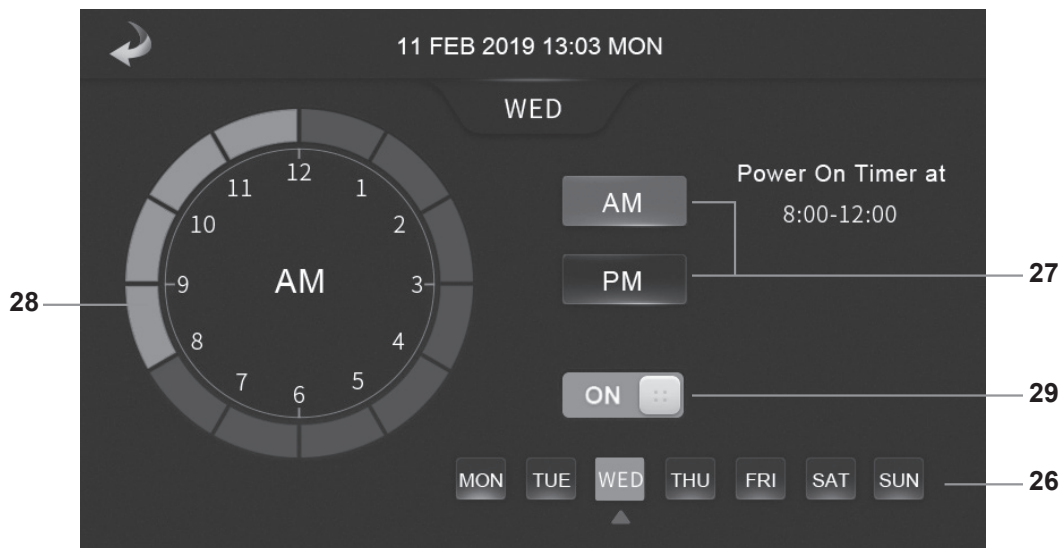 11 FEB 2019 13:03 MON
WED
12
1
2
3
4
5
6
7
8
9
10
11
AM
AM
PM
Power On Timer at
8:00-12:00
ON
MON TUE WED THU FRI SAT SUN
28
27
29
26